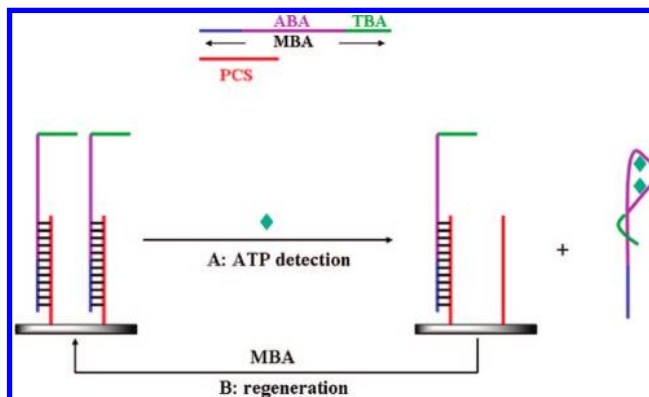 ABA TBA
MBA
PCS
A: ATP detection
+
MBA
B: regeneration